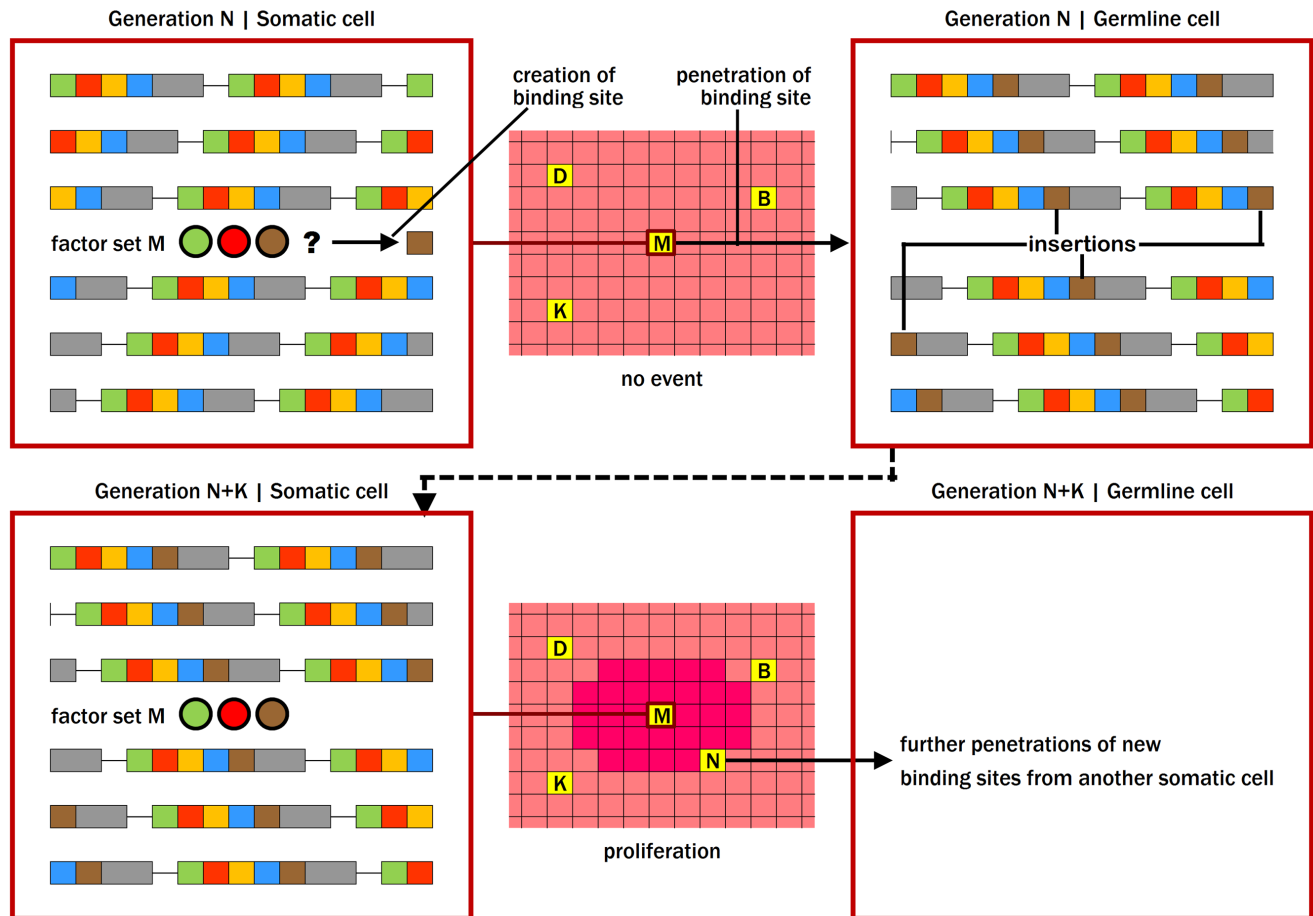 Generation N | Somatic cell
Generation N | Germline cell
creation of
binding site
penetration of
binding site
D
B
factor set M ?
M
insertions
K
no event
Generation N+K | Somatic cell
Generation N+K | Germline cell
D
B
factor set M
M
N
K
further penetrations of new
binding sites from another somatic cell
proliferation